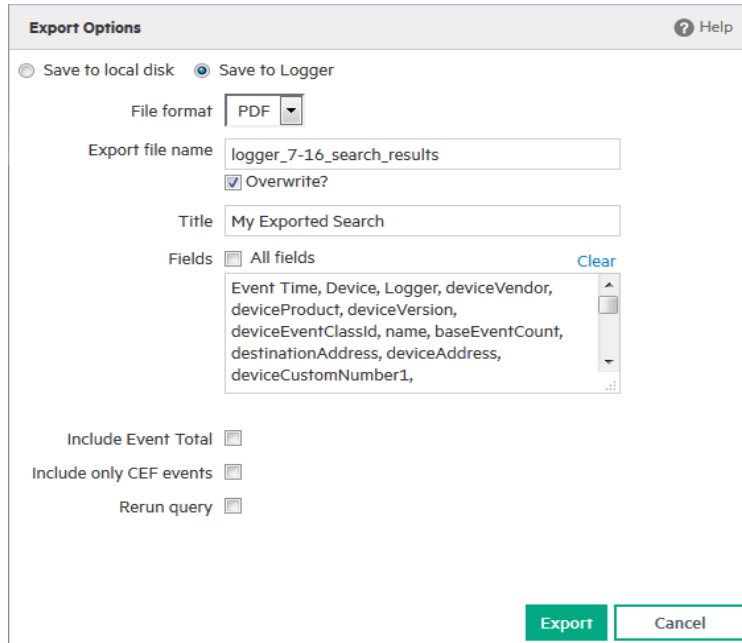 Export Options
? Help
Save to local disk Save to Logger
File format PDF
Export file name logger_7-16_search_results
Overwrite?
Title My Exported Search
Fields All fields Clear
Event Time, Device, Logger, deviceVendor,
deviceProduct, deviceVersion,
deviceEventClassId, name, baseEventCount,
destinationAddress, deviceAddress,
deviceCustomNumber1,
Include Event Total
Include only CEF events
Rerun query
Export Cancel